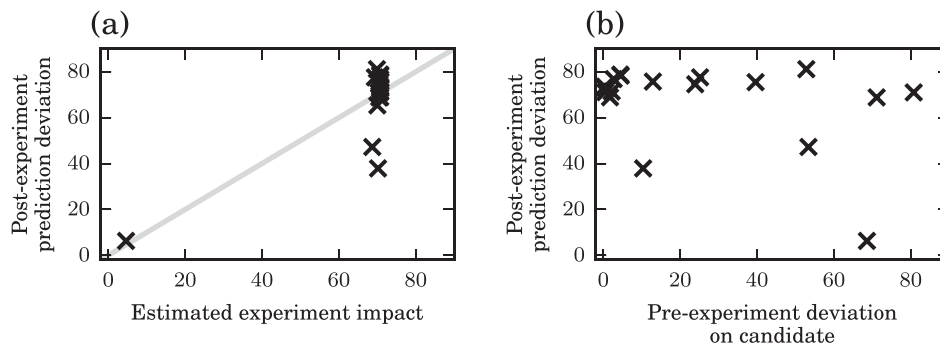 (a)
Post-experiment
prediction deviation
80
60
40
20
0
0 20 40 60 80
Estimated experiment impact
(b)
Post-experiment
prediction deviation
80
60
40
20
0
0 20 40 60 80
Pre-experiment deviation
on candidate